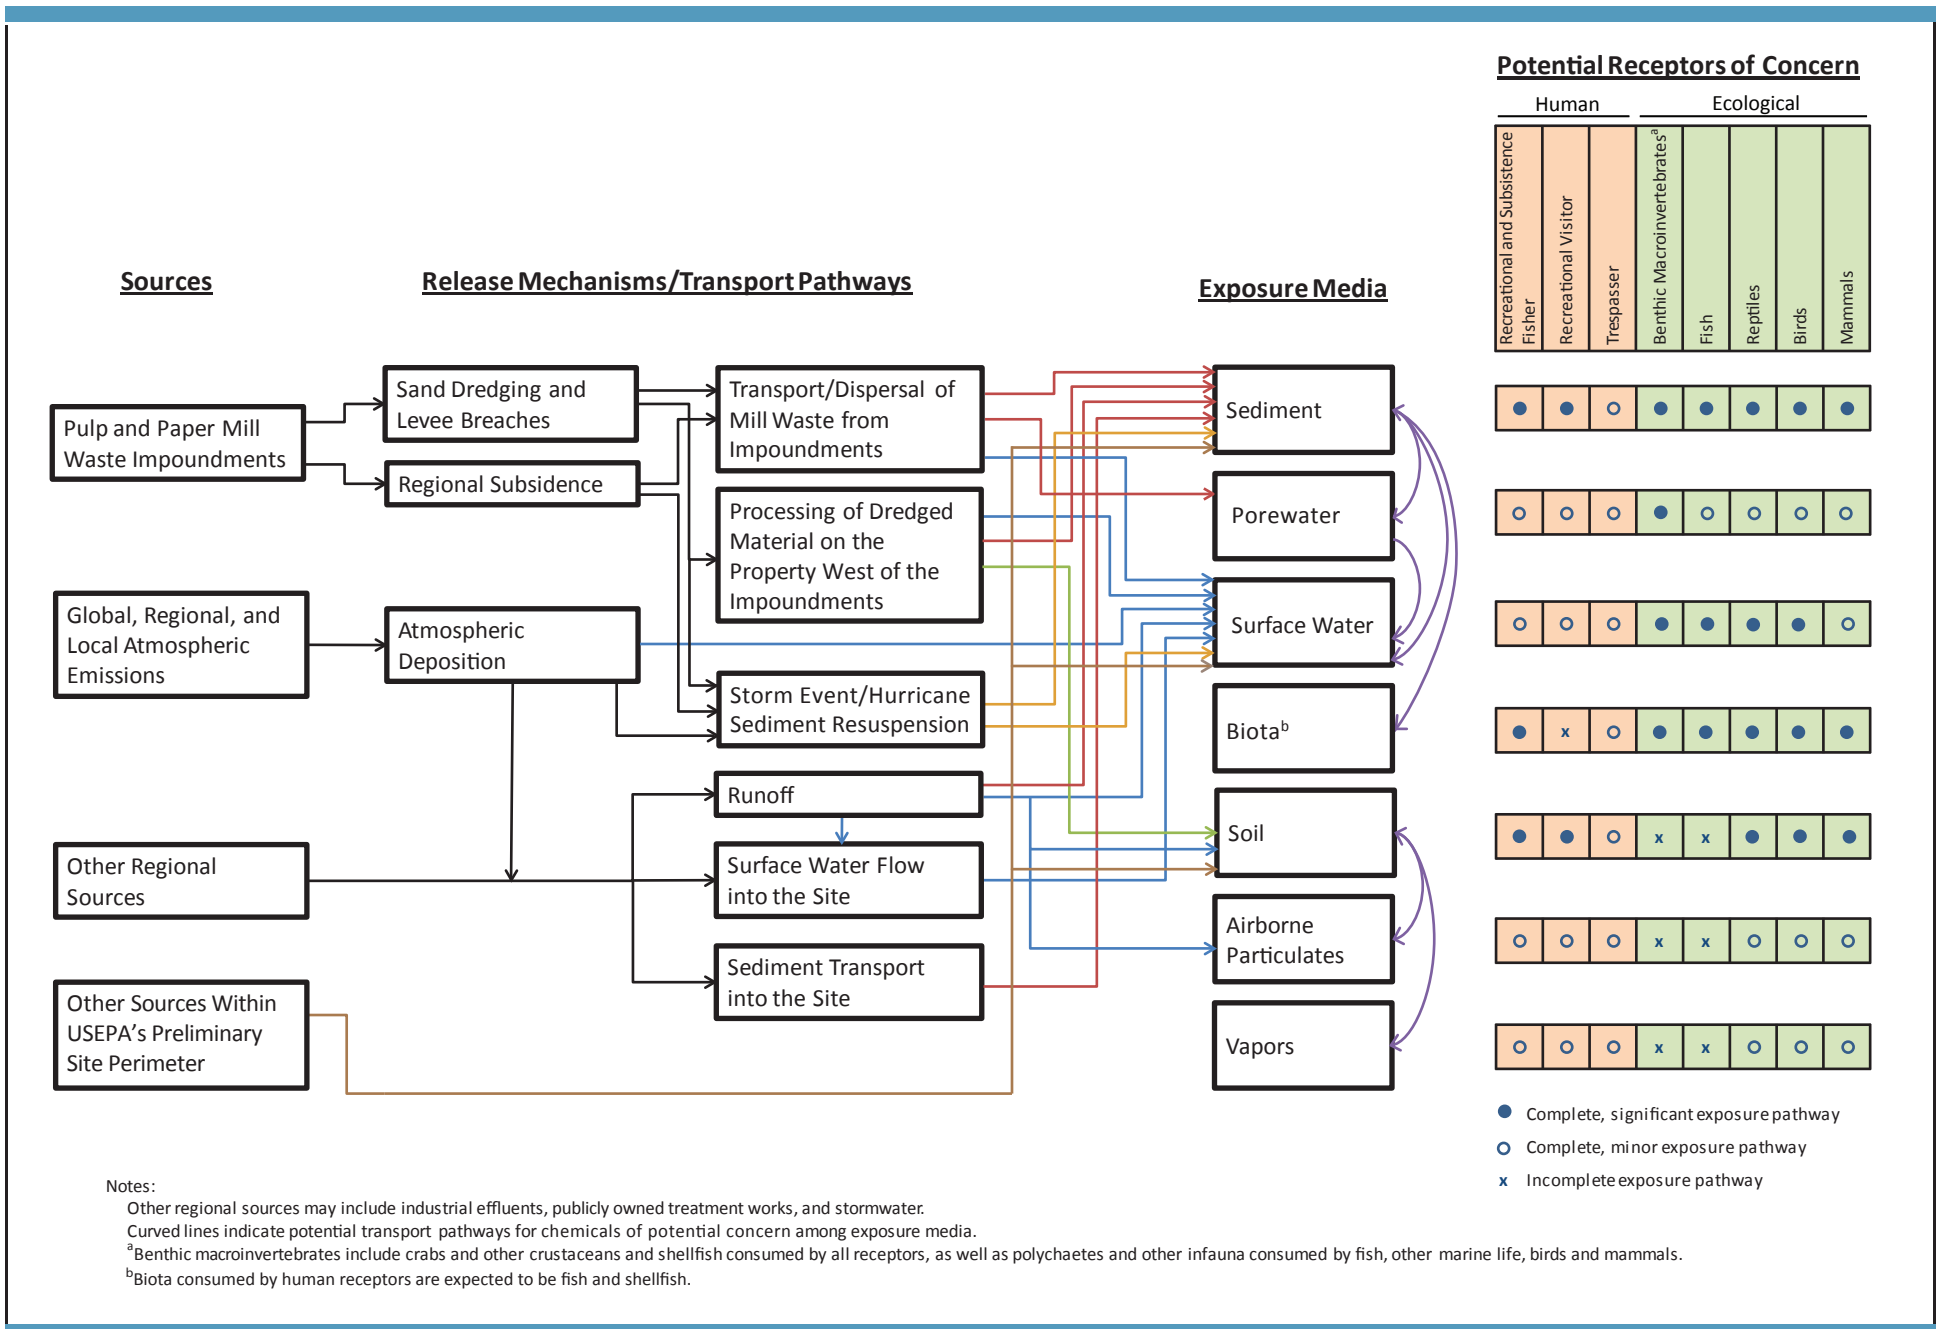 Potential Receptors of Concern
Human
Ecological
Recreational and Subsistence
Fisher
Recreational Visitor
Trespasser
Benthic Macroinvertebratesa
Fish
Reptiles
Birds
Mammals
Sources
Release Mechanisms/Transport Pathways
Exposure Media
Pulp and Paper Mill
Waste Impoundments
Global, Regional, and
Local Atmospheric
Emissions
Other Regional
Sources
Other Sources Within
USEPA’s Preliminary
Site Perimeter
Sand Dredging and
Levee Breaches
Regional Subsidence
Atmospheric
Deposition
Transport/Dispersal of
Mill Waste from
Impoundments
Processing of Dredged
Material on the
Property West of the
Impoundments
Storm Event/Hurricane
Sediment Resuspension
Runoff
Surface Water Flow
into the Site
Sediment Transport
into the Site
Sediment
Porewater
Surface Water
Biotab
x
Soil
x x
Airborne
Particulates
x x
Vapors
x x
Complete, significant exposure pathway
Complete, minor exposure pathway
x Incomplete exposure pathway
Notes:
Other regional sources may include industrial effluents, publicly owned treatment works, and stormwater.
Curved lines indicate potential transport pathways for chemicals of potential concern among exposure media.
aBenthic macroinvertebrates include crabs and other crustaceans and shellfish consumed by all receptors, as well as polychaetes and other infauna consumed by fish, other marine life, birds and mammals.
bBiota consumed by human receptors are expected to be fish and shellfish.